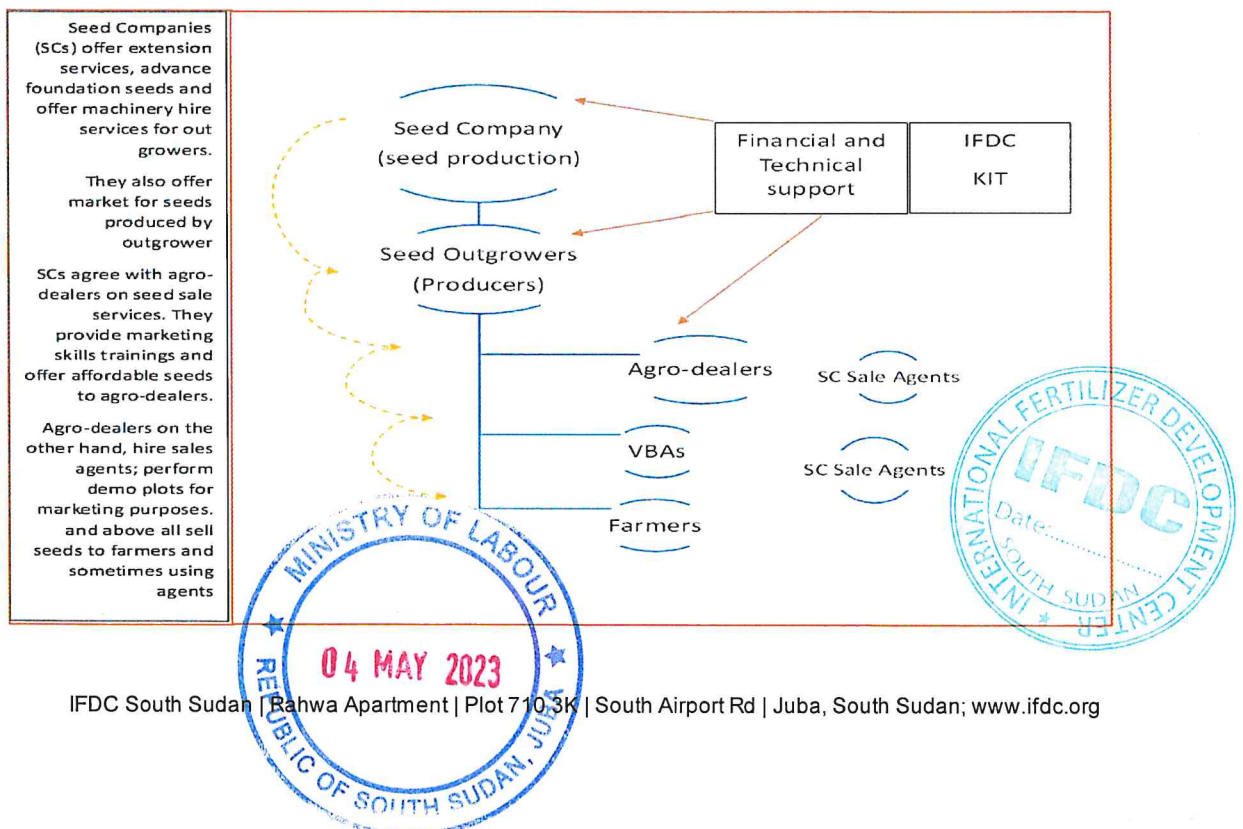 Seed Companies
(SCs) offer extension
services, advance
foundation seeds and
offer machinery hire
services for out
growers.
They also offer
market for seeds
produced by
outgrower
SCs agree with agro-
dealers on seed sale
services. They
provide marketing
skills trainings and
offer affordable seeds
to agro-dealers.
Agro-dealers on the
other hand, hire sales
agents; perform
demo plots for
marketing purposes.
and above all sell
seeds to farmers and
sometimes using
agents
Seed Company
(seed production)
Seed Outgrowers
(Producers)
Financial and
Technical
support
IFDC
KIT
Agro-dealers
SC Sale Agents
VBAs
SC Sale Agents
Farmers
INTERNATIONAL FERTILIZER DEVELOPMENT CENTER
IFDC
Date:
SOUTH SUDAN
MINISTRY OF LABOUR
04 MAY 2023
REPUBLIC OF SOUTH SUDAN, JUBA
IFDC South Sudan | Rahwa Apartment | Plot 710 3K | South Airport Rd | Juba, South Sudan; www.ifdc.org